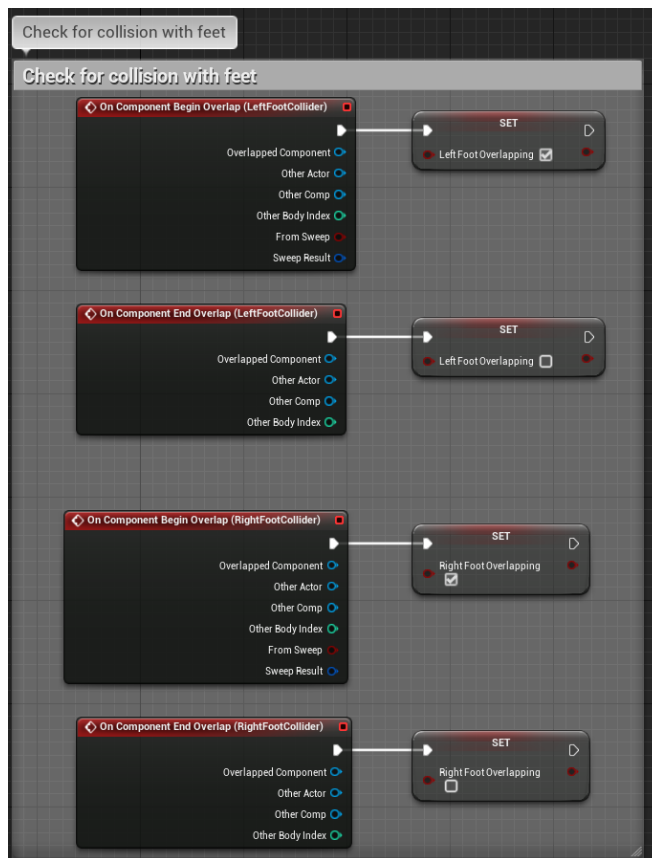 Check for collision with feet
Check for collision with feet
On Component Begin Overlap (LeftFootCollider)
SET
Overlapped Component
Left Foot Overlapping
Other Actor
Other Comp
Other Body Index
From Sweep
Sweep Result
On Component End Overlap (LeftFootCollider)
SET
Overlapped Component
Left Foot Overlapping
Other Actor
Other Comp
Other Body Index
On Component Begin Overlap (RightFootCollider)
SET
Overlapped Component
Right Foot Overlapping
Other Actor
Other Comp
Other Body Index
From Sweep
Sweep Result
On Component End Overlap (RightFootCollider)
SET
Overlapped Component
Right Foot Overlapping
Other Actor
Other Comp
Other Body Index